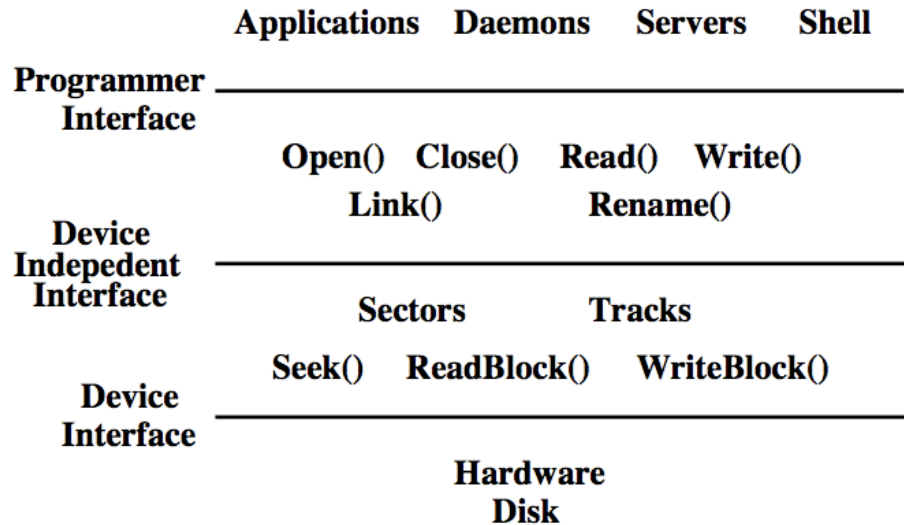 Applications Daemons Servers Shell
Programmer
Interface
Open() Close() Read() Write()
Link() Rename()
Device
Indepedent
Interface
Sectors Tracks
Seek() ReadBlock() WriteBlock()
Device
Interface
Hardware
Disk